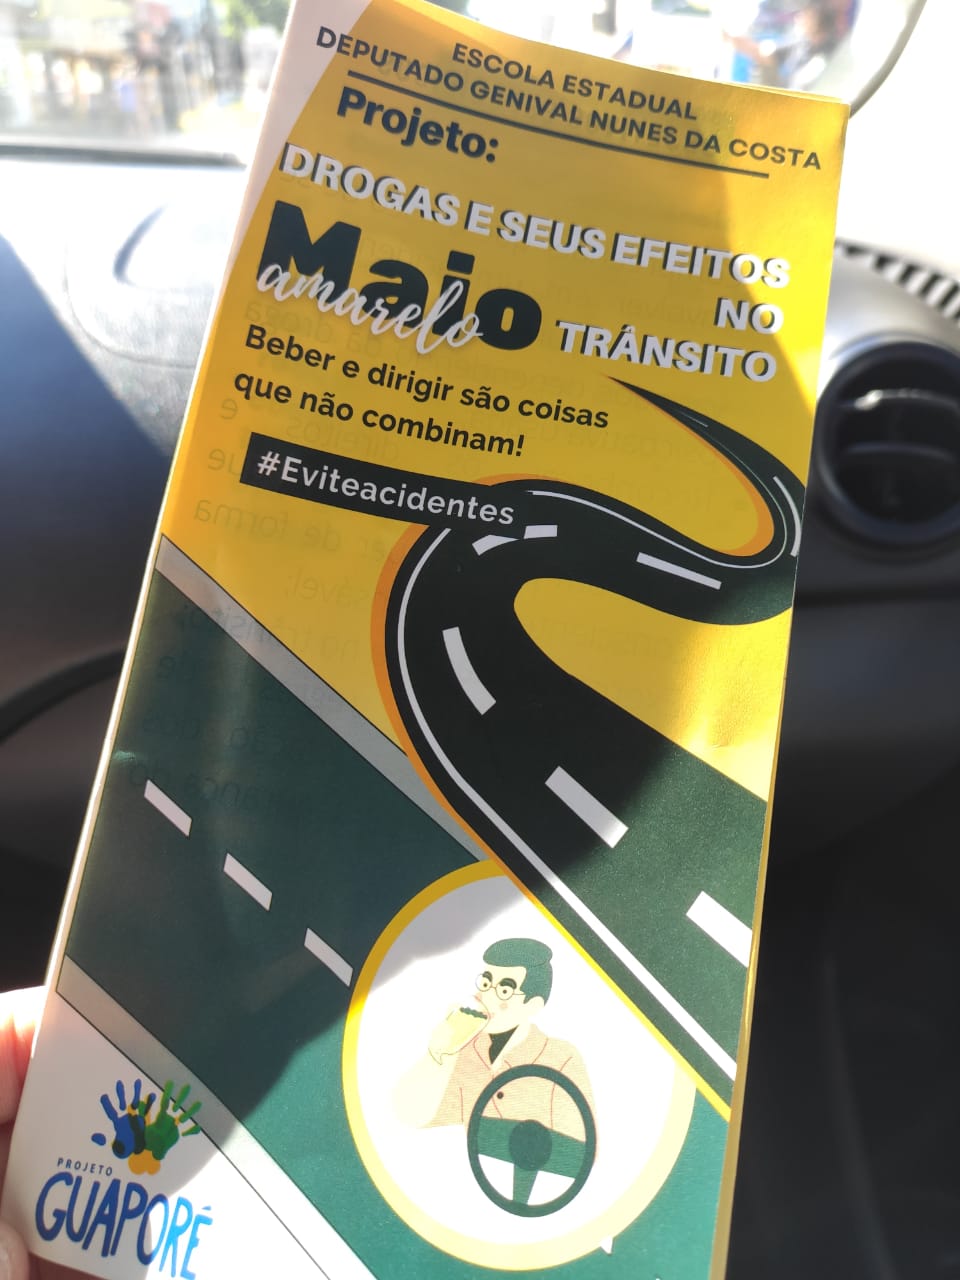 ESCOLA ESTADUAL
DEPUTADO GENIVAL NUNES DA COSTA
Projeto:
DROGAS E SEUS EFEITOS
NO
TRÂNSITO
Maio
amarelo
Beber e dirigir são coisas
que não combinam!
#Eviteacidentes
PROJETO
GUAPORÉ